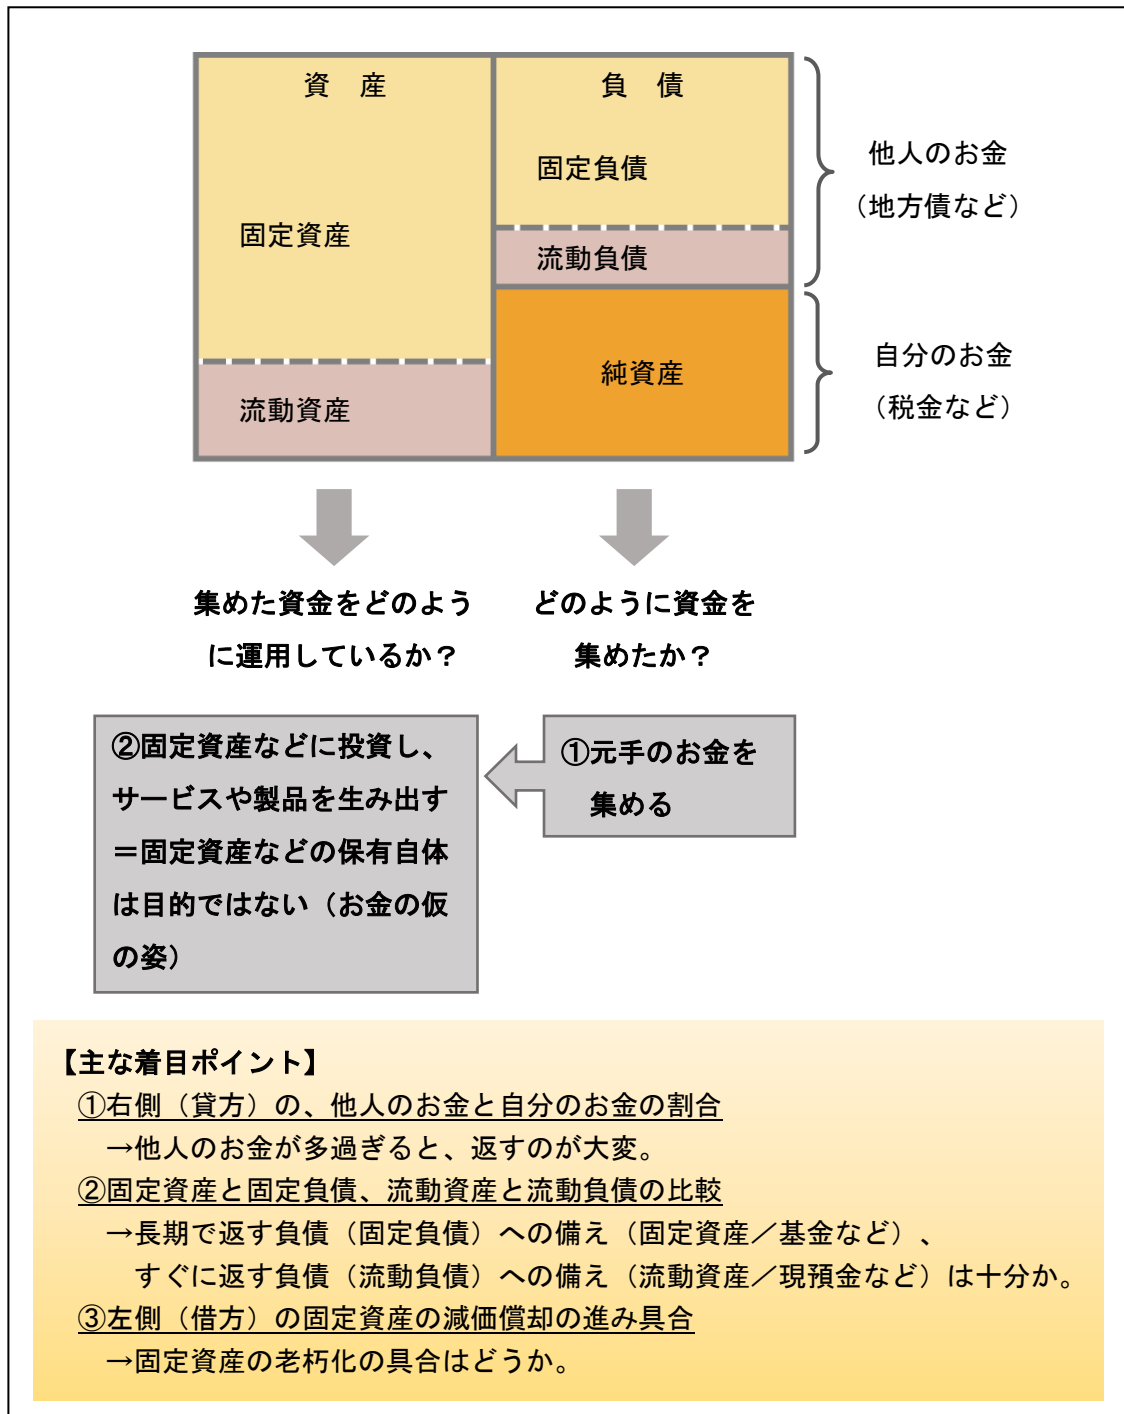 資　産
固定資産
流動資産
負　債
固定負債
流動負債
純資産
他人のお金
（地方債など）
自分のお金
（税金など）
集めた資金をどのよう
に運用しているか？
どのように資金を
集めたか？
②固定資産などに投資し、
サービスや製品を生み出す
＝固定資産などの保有自体
は目的ではない（お金の仮
の姿）
①元手のお金を
集める
【主な着目ポイント】
①右側（貸方）の、他人のお金と自分のお金の割合
→他人のお金が多過ぎると、返すのが大変。
②固定資産と固定負債、流動資産と流動負債の比較
→長期で返す負債（固定負債）への備え（固定資産／基金など）、
すぐに返す負債（流動負債）への備え（流動資産／現預金など）は十分か。
③左側（借方）の固定資産の減価償却の進み具合
→固定資産の老朽化の具合はどうか。